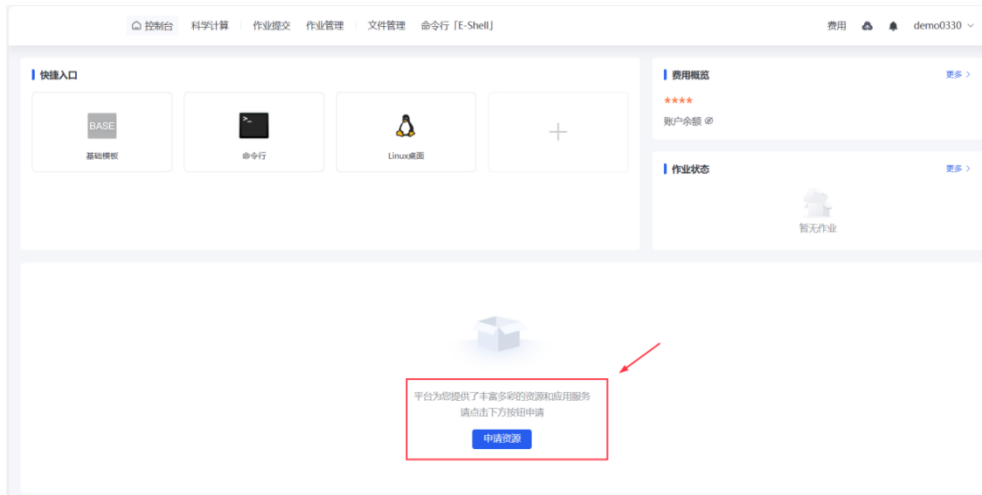 控制台 科学计算 作业提交 作业管理 文件管理 命令行「E-Shell」 费用 demo0330
快捷入口
BASE
基础模板
>_
命令行
Linux桌面
费用概览 更多 >
****
账户余额
作业状态 更多 >
暂无作业
平台为您提供了丰富多彩的资源和应用服务
请点击下方按钮申请
申请资源